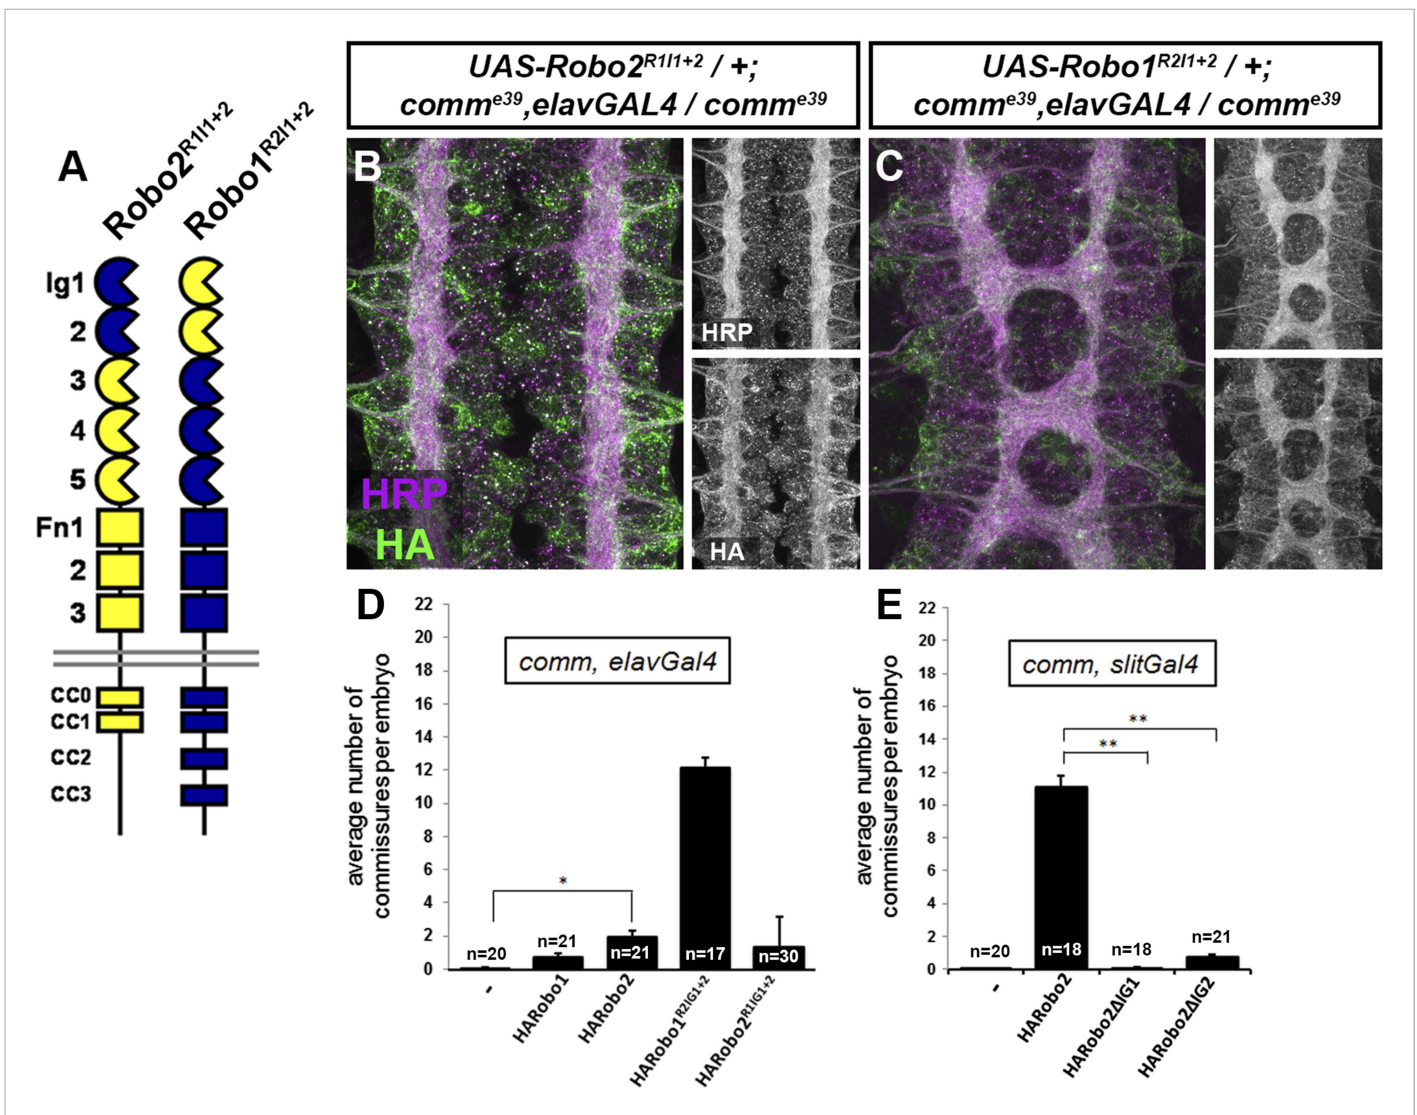 UAS-Robo2R1I1+2 / +;
comme39,elavGAL4 / comme39
UAS-Robo1R2I1+2 / +;
comme39,elavGAL4 / comme39
A
Robo2R1I1+2
Robo1R2I1+2
Ig1
2
3
4
5
Fn1
2
3
CC0
CC1
CC2
CC3
B
HRP
HA
HRP
HA
C
D
average number of
commissures per embryo
22
20
18
16
14
12
10
8
6
4
2
0
comm, elavGal4
*
n=20
n=21
n=21
n=17
n=30
-
HARobo1
HARobo2
HARobo1R2IG1+2
HARobo2R1IG1+2
E
average number of
commissures per embryo
22
20
18
16
14
12
10
8
6
4
2
0
comm, slitGal4
**
**
n=20
n=18
n=18
n=21
-
HARobo2
HARobo2ΔIG1
HARobo2ΔIG2